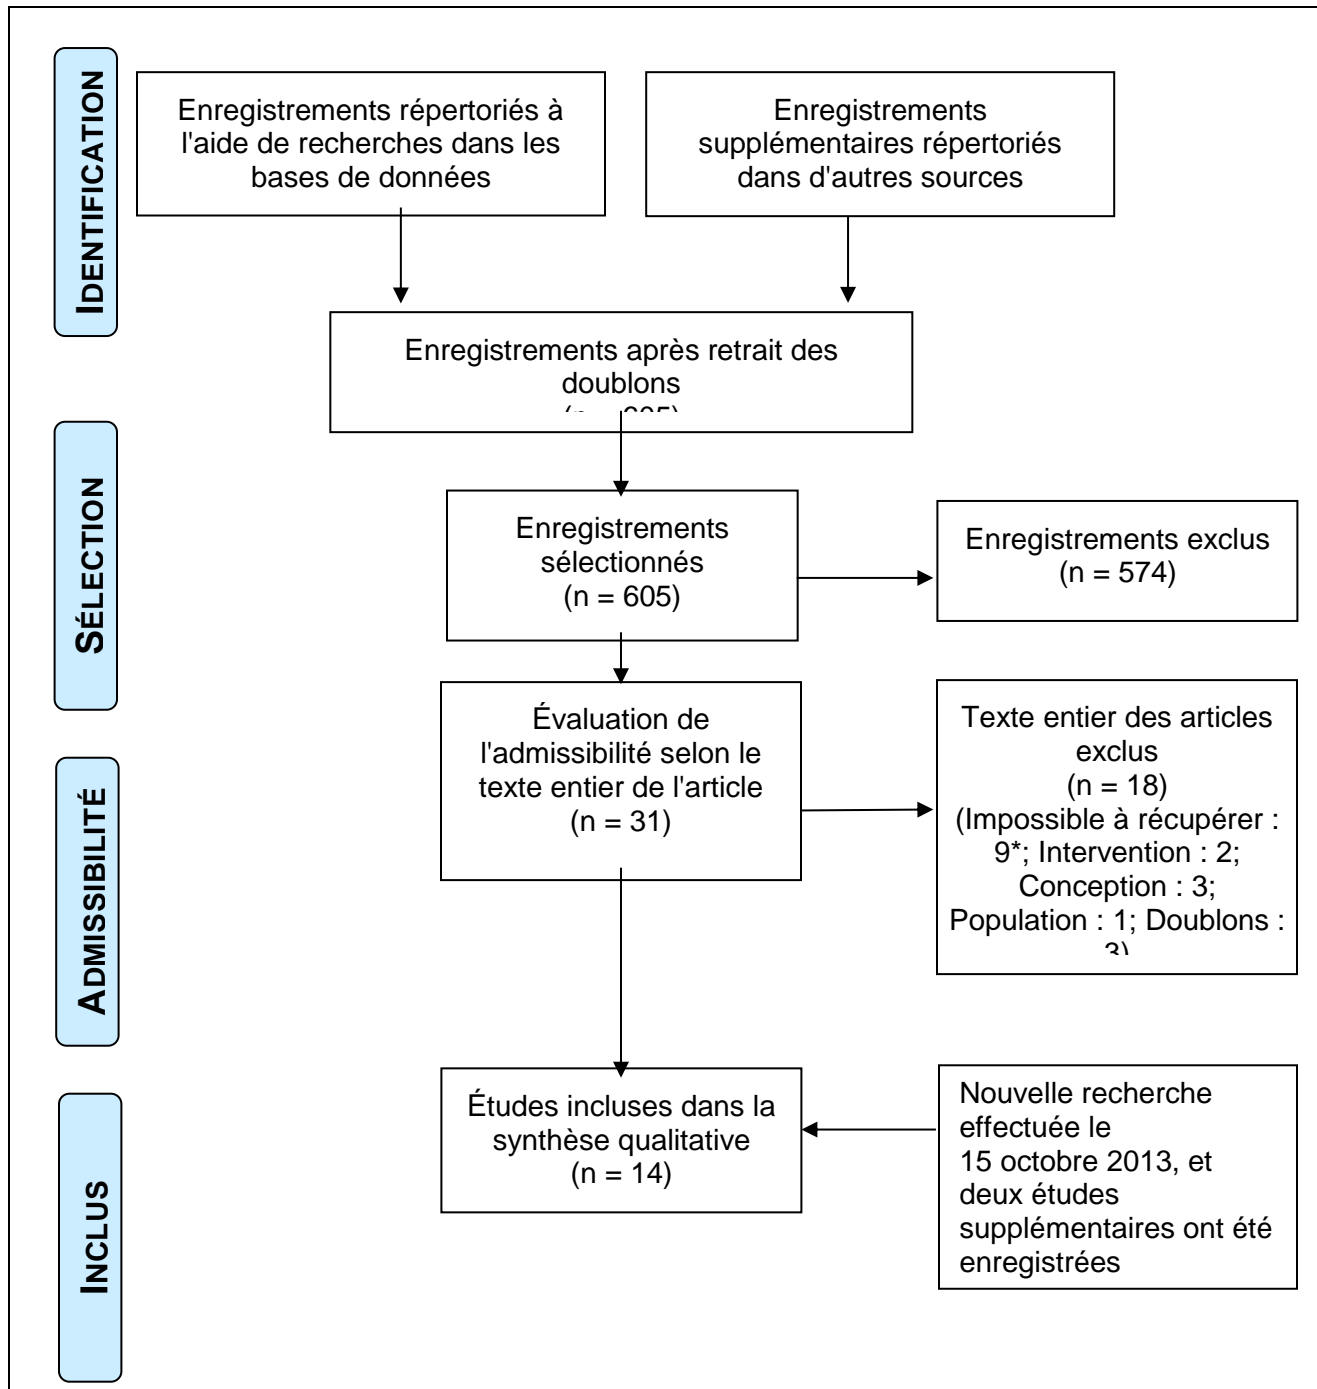 IDENTIFICATION
Enregistrements répertoriés à
l'aide de recherches dans les
bases de données
Enregistrements
supplémentaires répertoriés
dans d'autres sources
Enregistrements après retrait des
doublons
(n = 605)
SÉLECTION
Enregistrements
sélectionnés
(n = 605)
Enregistrements exclus
(n = 574)
ADMISSIBILITÉ
Évaluation de
l'admissibilité selon le
texte entier de l'article
(n = 31)
Texte entier des articles
exclus
(n = 18)
(Impossible à récupérer :
9*; Intervention : 2;
Conception : 3;
Population : 1; Doublons :
3)
INCLUS
Études incluses dans la
synthèse qualitative
(n = 14)
Nouvelle recherche
effectuée le
15 octobre 2013, et
deux études
supplémentaires ont été
enregistrées